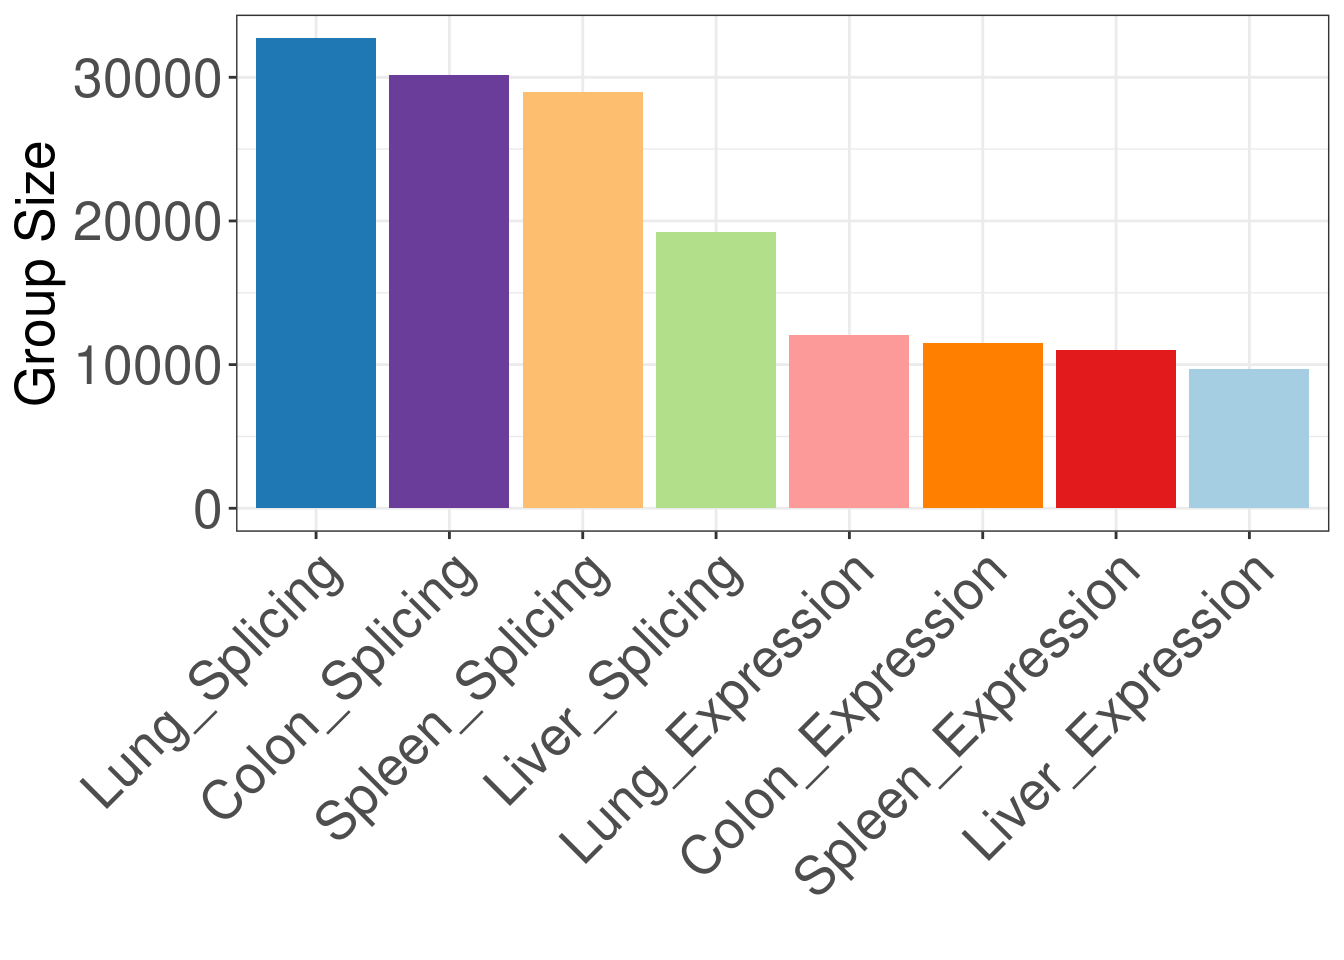 Group Size
30000
20000
10000
0
Lung_Splicing
Colon_Splicing
Spleen_Splicing
Liver_Splicing
Lung_Expression
Colon_Expression
Spleen_Expression
Liver_Expression